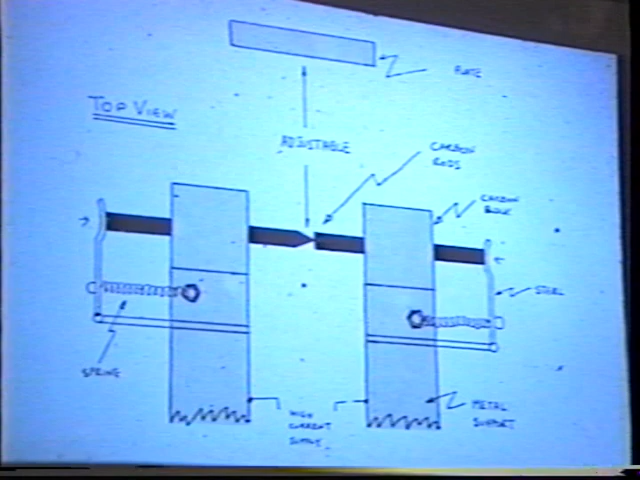 PLATE
TOP VIEW
ADJUSTABLE
CARBON
RODS
CARBON
BLOCK
STEEL
SPRING
HIGH
CURRENT
SUPPLY
METAL
SUPPORT